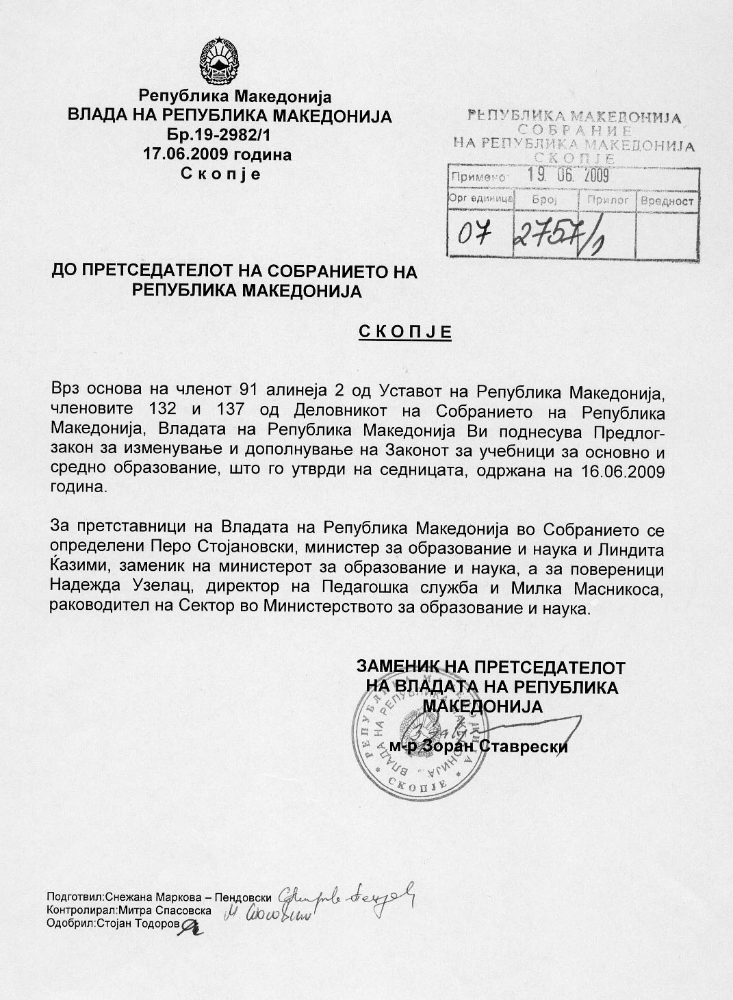 Република Македонија
ВЛАДА НА РЕПУБЛИКА МАКЕДОНИЈА
Бр.19-2982/1
17.06.2009 година
С к о п ј е
РЕПУБЛИКА МАКЕДОНИЈА
СОБРАНИЕ
НА РЕПУБЛИКА МАКЕДОНИЈА
СКОПЈЕ
Примено: 19. 06. 2009
Орг единица Број Прилог Вредност
07 2757/1
ДО ПРЕТСЕДАТЕЛОТ НА СОБРАНИЕТО НА
РЕПУБЛИКА МАКЕДОНИЈА
С К О П Ј Е
Врз основа на членот 91 алинеја 2 од Уставот на Република Македонија,
членовите 132 и 137 од Деловникот на Собранието на Република
Македонија, Владата на Република Македонија Ви поднесува Предлог-
закон за изменување и дополнување на Законот за учебници за основно и
средно образование, што го утврди на седницата, одржана на 16.06.2009
година.
За претставници на Владата на Република Македонија во Собранието се
определени Перо Стојановски, министер за образование и наука и Линдита
Ќазими, заменик на министерот за образование и наука, а за повереници
Надежда Узелац, директор на Педагошка служба и Милка Масникоса,
раководител на Сектор во Министерството за образование и наука.
ЗАМЕНИК НА ПРЕТСЕДАТЕЛОТ
НА ВЛАДАТА НА РЕПУБЛИКА
МАКЕДОНИЈА
м-р Зоран Ставрески
РЕПУБЛИКА МАКЕДОНИЈА
ВЛАДА НА РЕПУБЛИКА МАКЕДОНИЈА
* СКОПЈЕ *
Подготвил:Снежана Маркова – Пендовски
Контролирал:Митра Спасовска
Одобрил:Стојан Тодоров